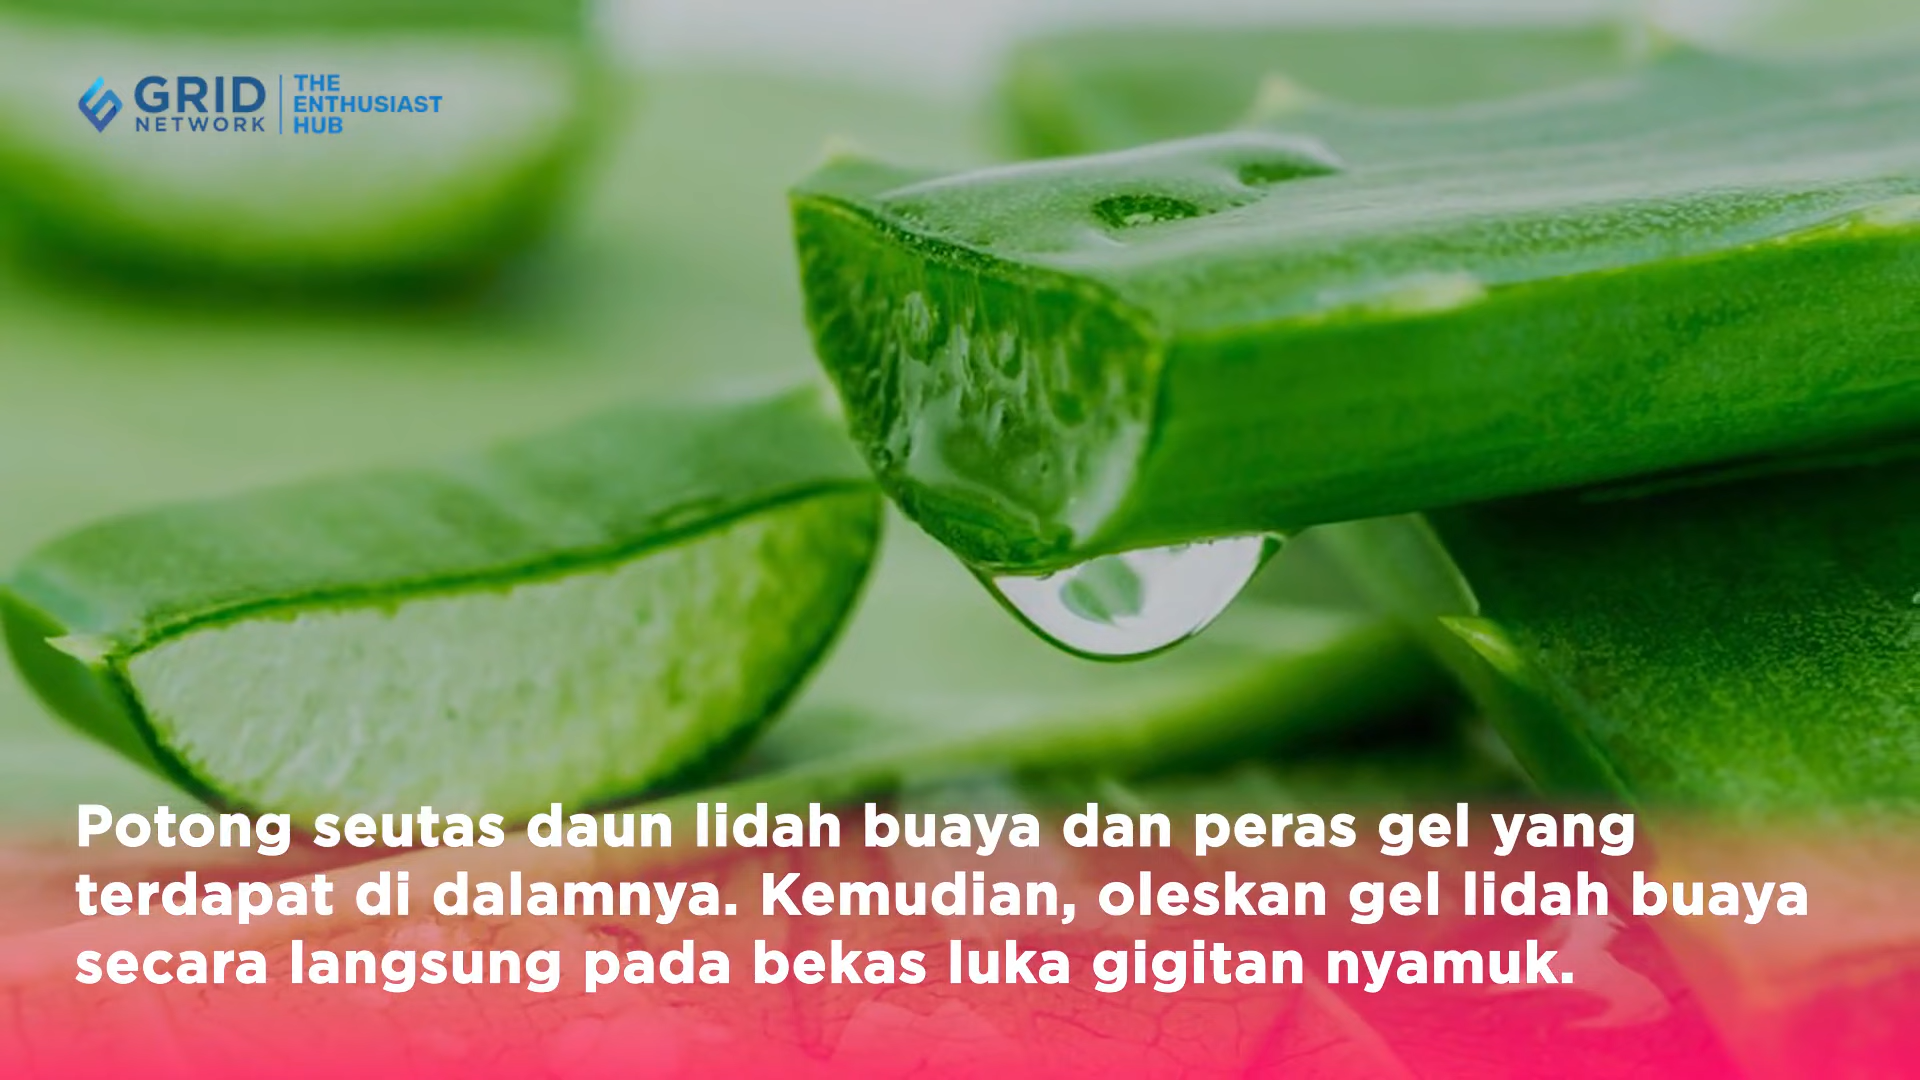 GRID
NETWORK
THE
ENTHUSIAST
HUB
Potong seutas daun lidah buaya dan peras gel yang
terdapat di dalamnya. Kemudian, oleskan gel lidah buaya
secara langsung pada bekas luka gigitan nyamuk.